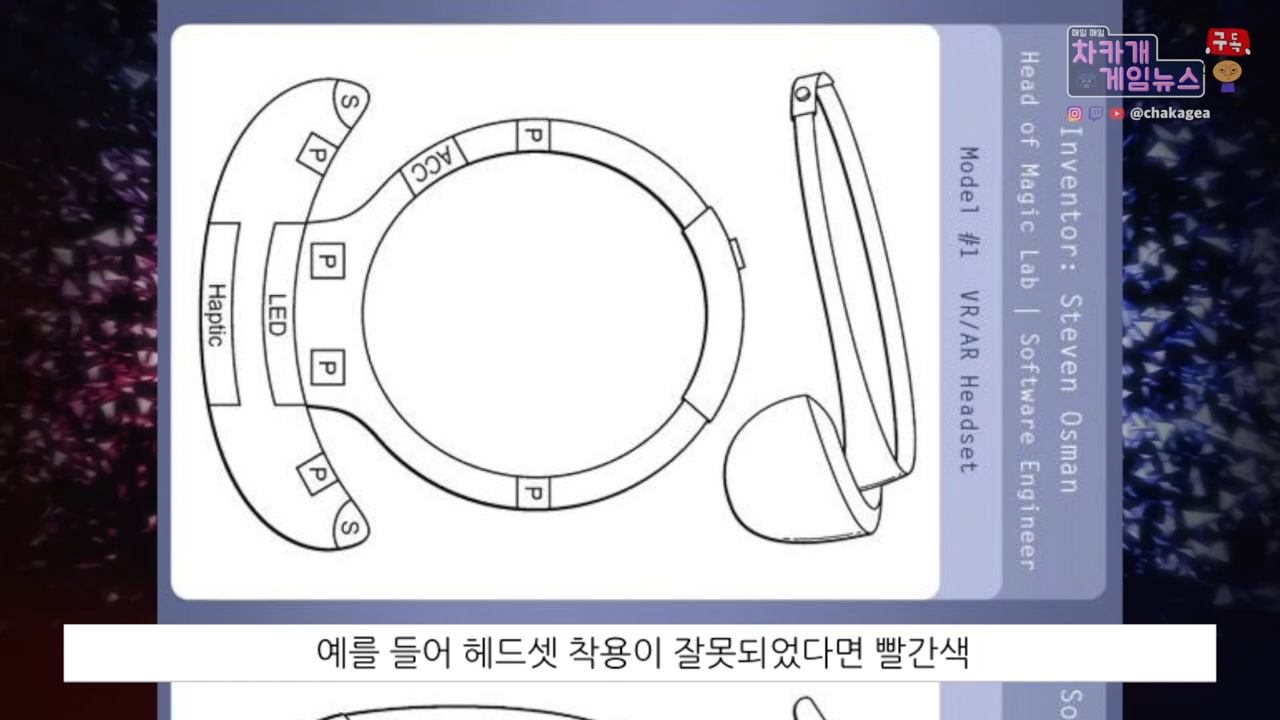 매일 매일
차카개
게임뉴스
구독
@chakagea
Inventor: Steven Osman
Head of Magic Lab | Software Engineer
Model #1 VR/AR Headset
S
P
ACC
P
P
Haptic
LED
P
P
P
S
So
예를 들어 헤드셋 착용이 잘못되었다면 빨간색